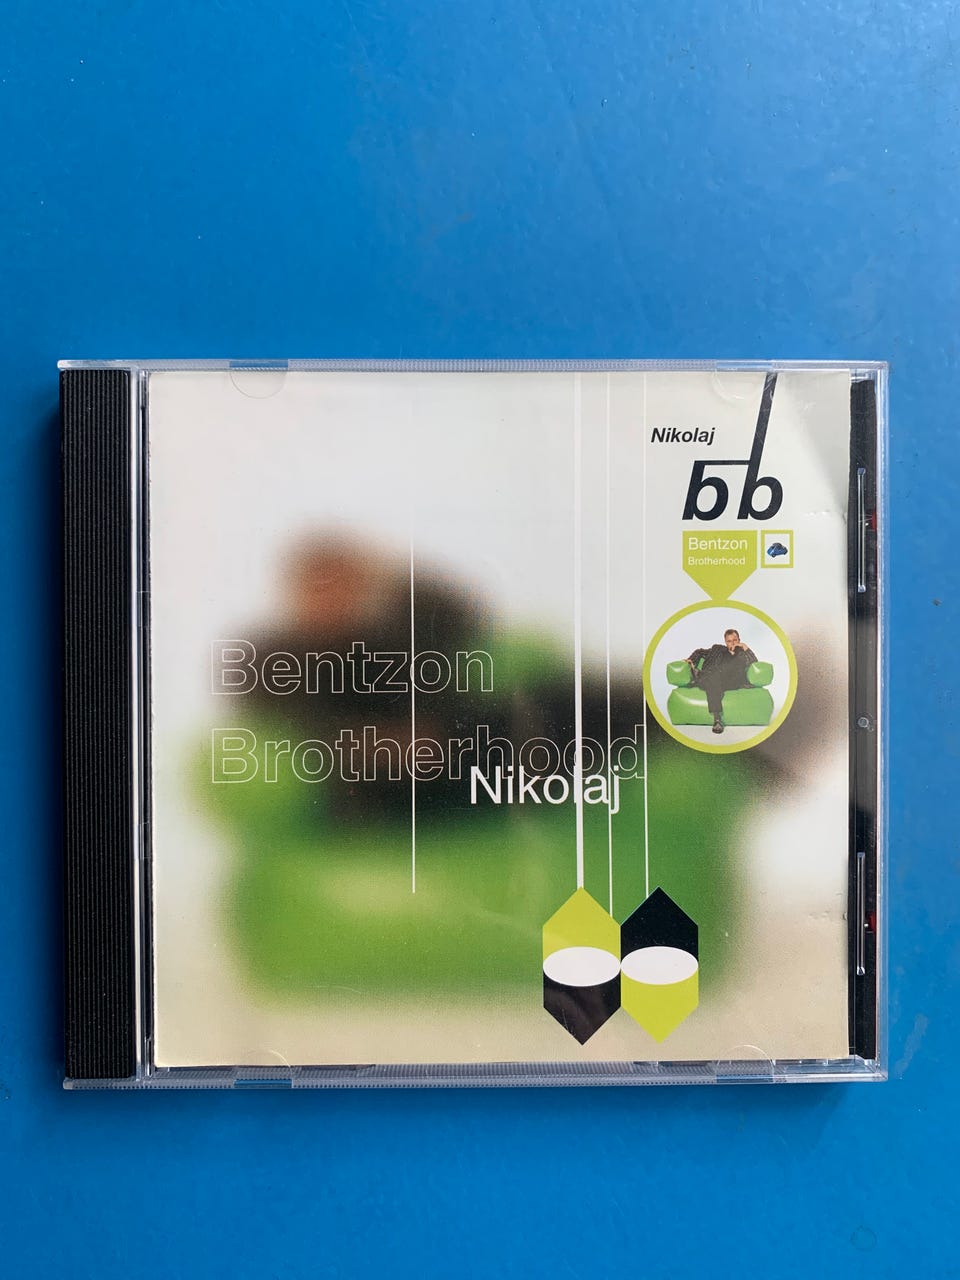 Nikolaj
bb
Bentzon
Brotherhood
Bentzon
Brotherhood
Nikolaj